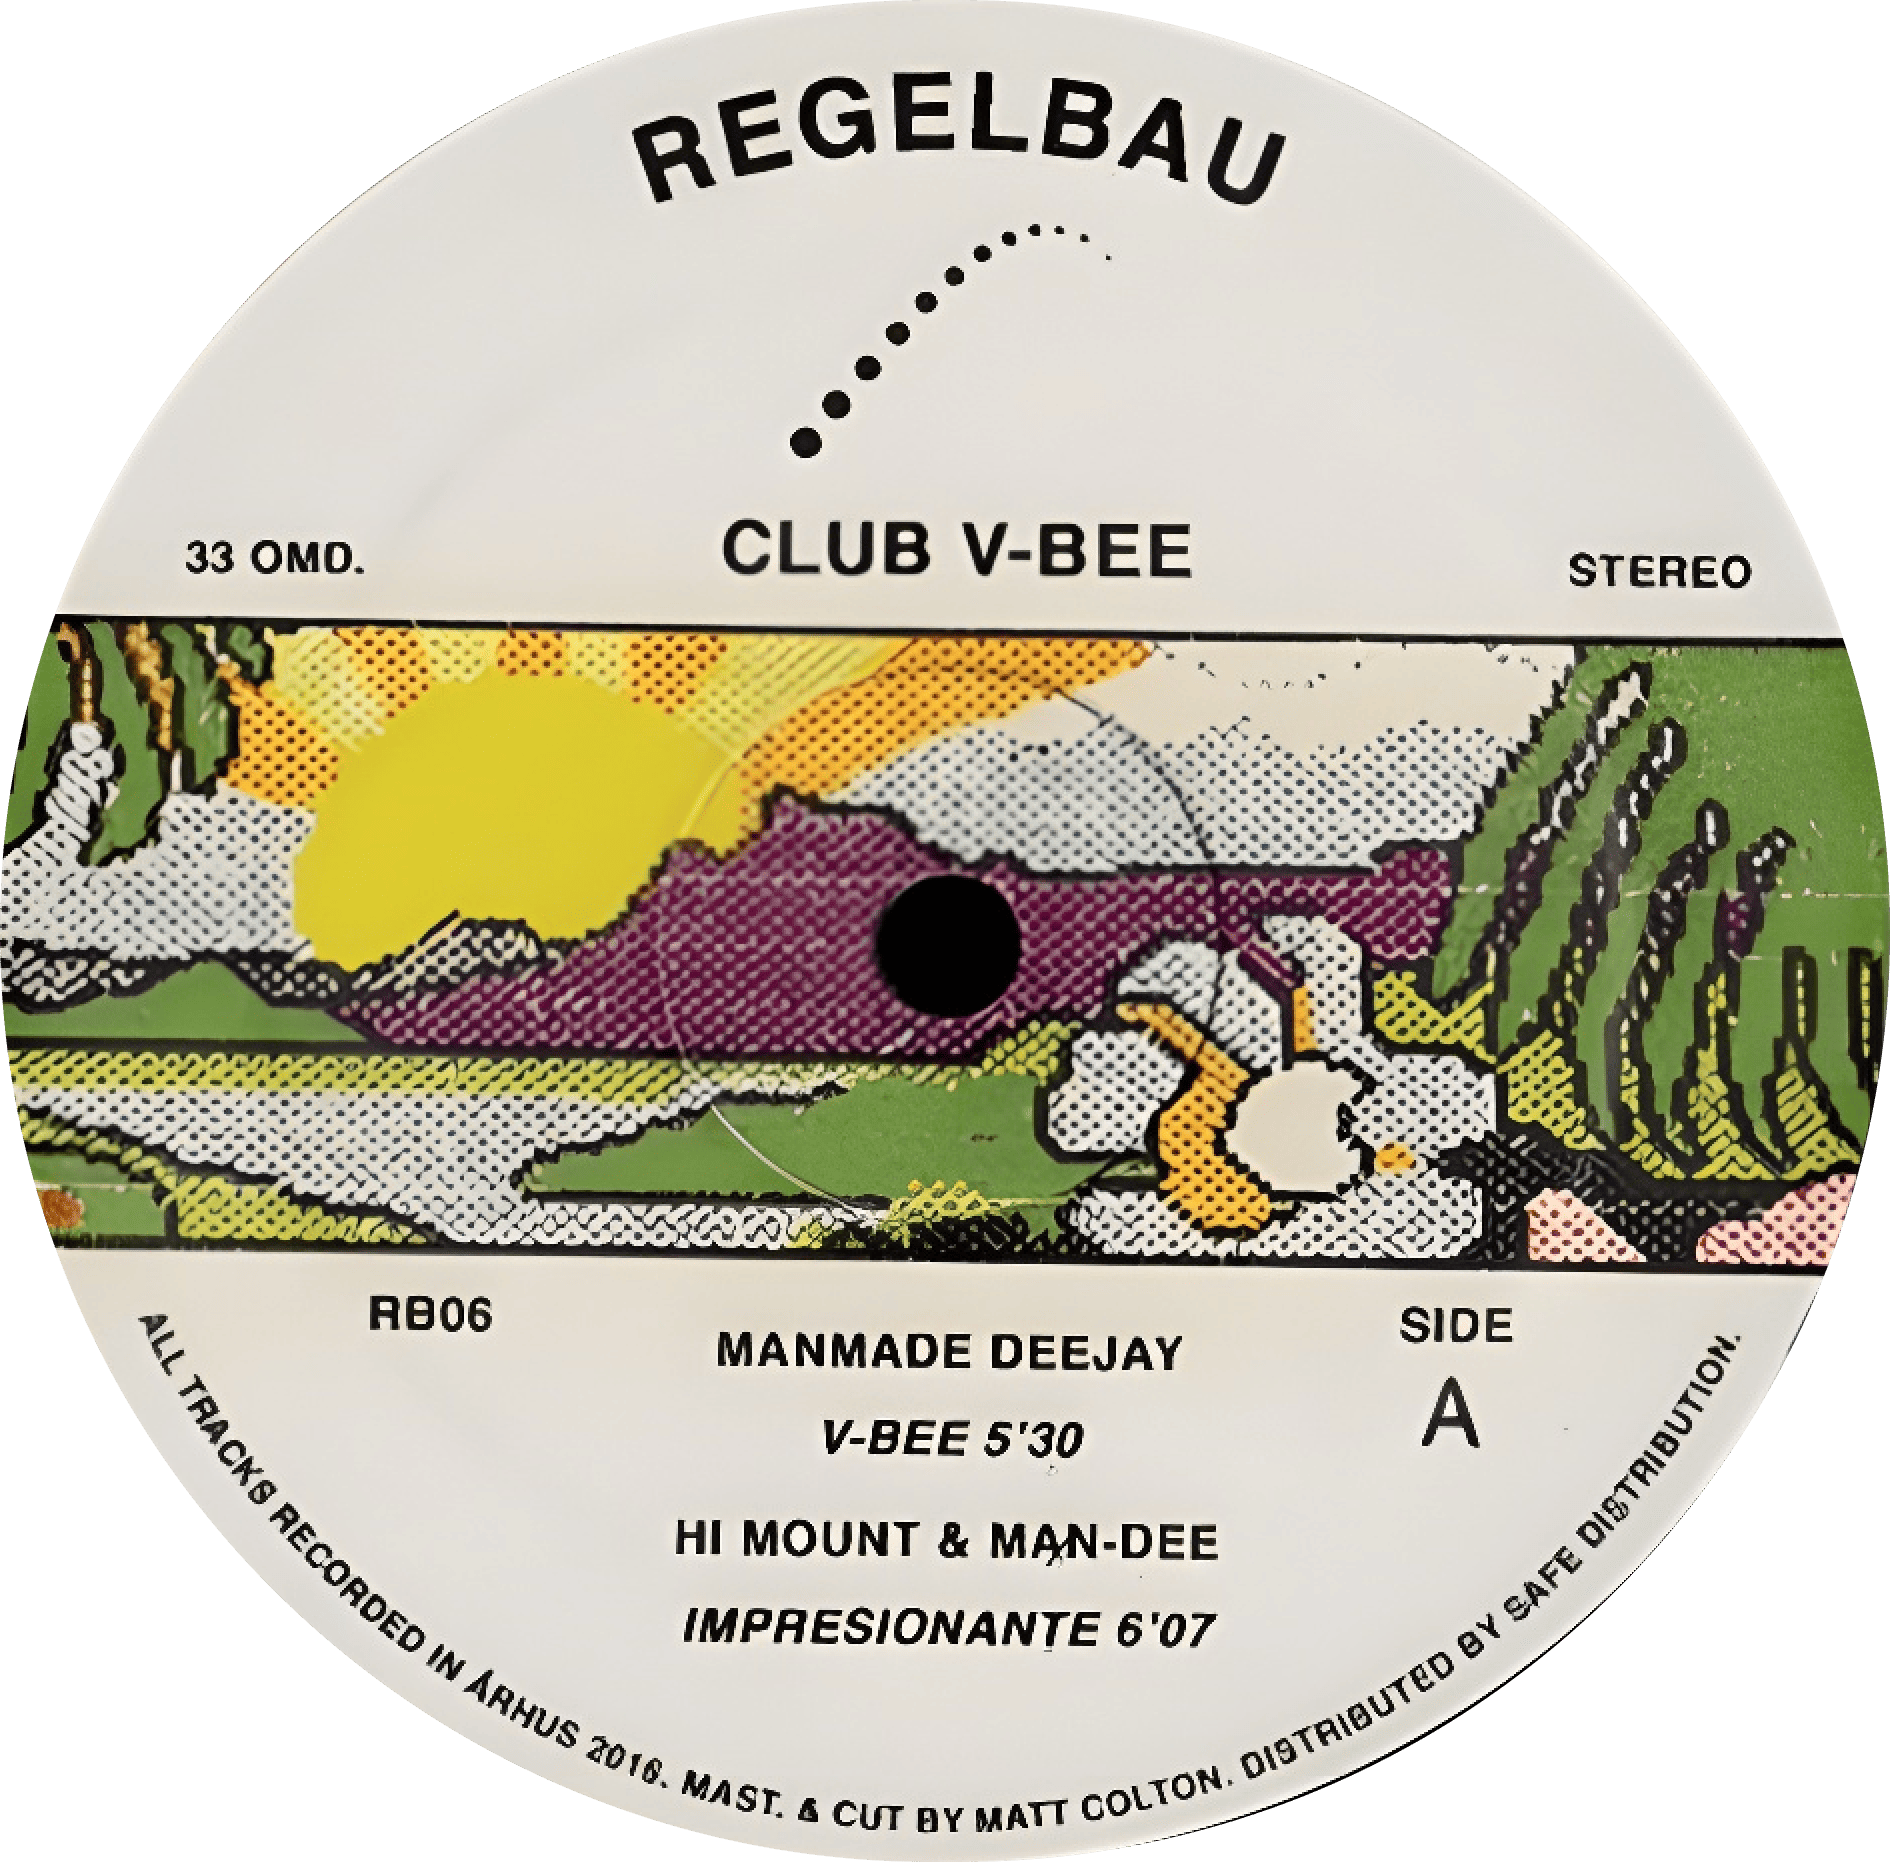 REGELBAU
CLUB V-BEE
33 OMD.
STEREO
RB06
SIDE
A
MANMADE DEEJAY
V-BEE 5'30
HI MOUNT & MAN-DEE
IMPRESIONANTE 6'07
ALL TRACKS RECORDED IN ÅRHUS 2016. MAST. & CUT BY MATT COLTON. DISTRIBUTED BY SAFE DISTRIBUTION.